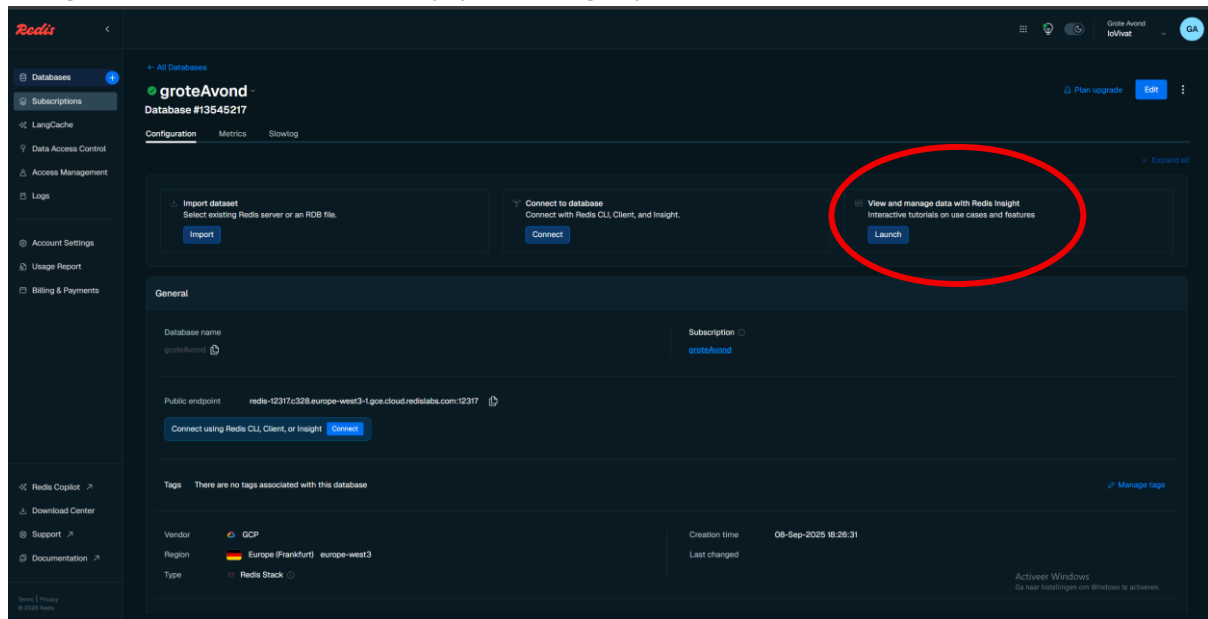 Redis
Grote Avond
IoVivat
GA
Databases
Subscriptions
LangCache
Data Access Control
Access Management
Logs
Account Settings
Usage Report
Billing & Payments
Redis Copilot
Download Center
Support
Documentation
Terms | Privacy
© 2026 Redis
← All Databases
groteAvond
Database #13545217
Plan upgrade
Edit
Configuration Metrics Slowlog
Expand all
Import dataset
Select existing Redis server or an RDB file.
Import
Connect to database
Connect with Redis CLI, Client, and Insight.
Connect
View and manage data with Redis Insight
Interactive tutorials on use cases and features
Launch
General
Database name
groteAvond
Subscription
groteAvond
Public endpoint redis-12317.c328.europe-west3-1.gce.cloud.redislabs.com:12317
Connect using Redis CLI, Client, or Insight Connect
Tags There are no tags associated with this database
Manage tags
Vendor GCP
Region Europe (Frankfurt) europe-west3
Type Redis Stack
Creation time 08-Sep-2025 18:26:31
Last changed
Activeer Windows
Ga naar Instellingen om Windows te activeren.